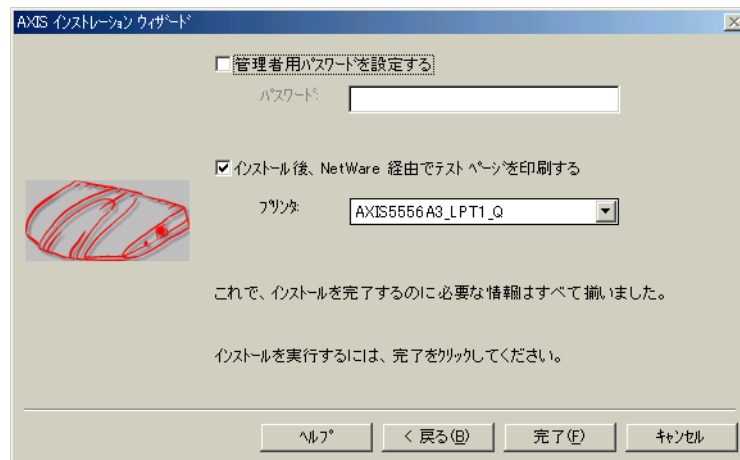 AXIS インストレーション ウィザード
管理者用パスワードを設定する
パスワード:
インストール後、NetWare 経由でテスト ページを印刷する
プリンタ:
AXIS5556A3_LPT1_Q
これで、インストールを完了するのに必要な情報はすべて揃いました。
インストールを実行するには、完了をクリックしてください。
ヘルプ
< 戻る(B)
完了(F)
キャンセル